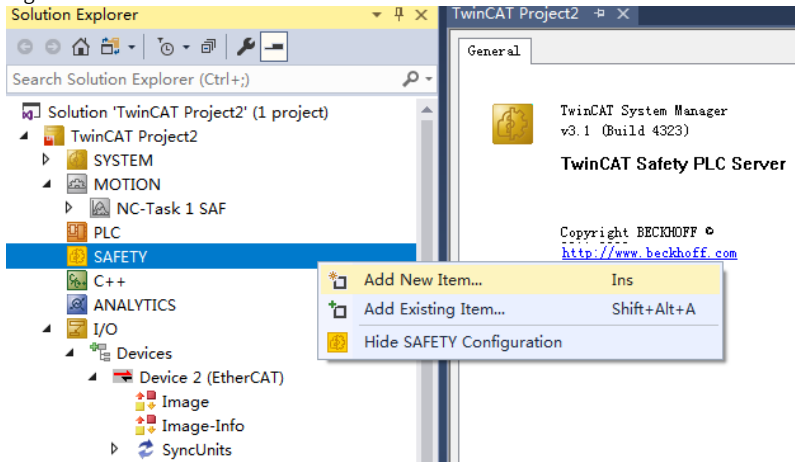 Solution Explorer
TwinCAT Project2
Search Solution Explorer (Ctrl+;)
Solution 'TwinCAT Project2' (1 project)
TwinCAT Project2
SYSTEM
MOTION
NC-Task 1 SAF
PLC
SAFETY
C++
ANALYTICS
I/O
Devices
Device 2 (EtherCAT)
Image
Image-Info
SyncUnits
General
TwinCAT System Manager
v3.1 (Build 4323)
TwinCAT Safety PLC Server
Copyright BECKHOFF ©
http://www.beckhoff.com
Add New Item... Ins
Add Existing Item... Shift+Alt+A
Hide SAFETY Configuration